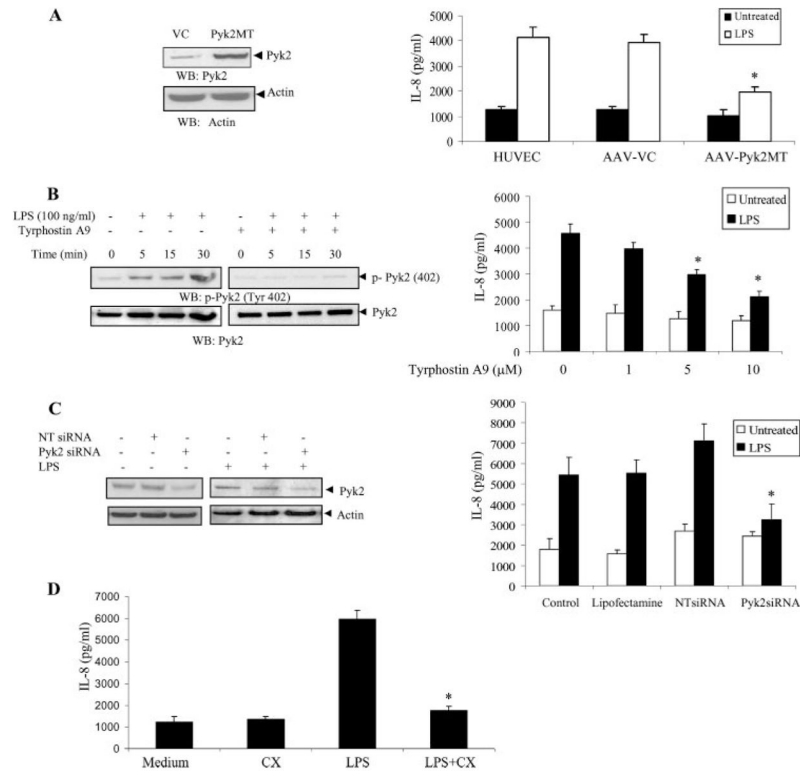 A
VC Pyk2MT
Pyk2
WB: Pyk2
Actin
WB: Actin
IL-8 (pg/ml)
5000
4000
3000
2000
1000
0
Untreated
LPS
*
HUVEC AAV-VC AAV-Pyk2MT
B
LPS (100 ng/ml) - + + + - + + +
Tyrphostin A9 - - - - + + + +
Time (min) 0 5 15 30 0 5 15 30
p- Pyk2 (402)
WB: p-Pyk2 (Tyr 402)
Pyk2
WB: Pyk2
IL-8 (pg/ml)
6000
5000
4000
3000
2000
1000
0
Untreated
LPS
* *
Tyrphostin A9 (μM) 0 1 5 10
C
NT siRNA - + - - + -
Pyk2 siRNA - - + - - +
LPS - - - + + +
Pyk2
Actin
IL-8 (pg/ml)
9000
8000
7000
6000
5000
4000
3000
2000
1000
0
Untreated
LPS
*
Control Lipofectamine NTsiRNA Pyk2siRNA
D
IL-8 (pg/ml)
7000
6000
5000
4000
3000
2000
1000
0
*
Medium CX LPS LPS+CX